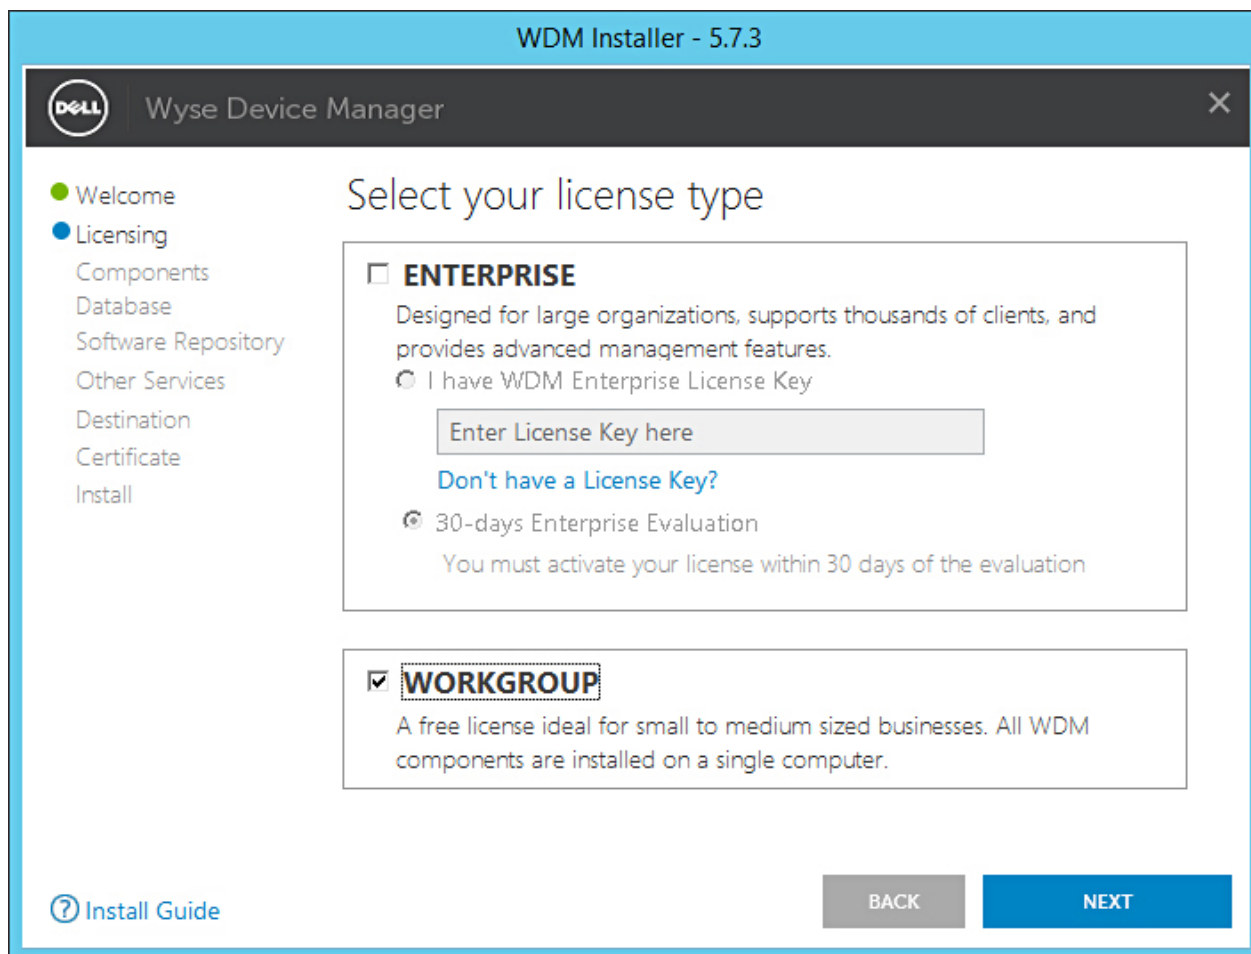 WDM Installer - 5.7.3
DELL
Wyse Device Manager
Welcome
Licensing
Components
Database
Software Repository
Other Services
Destination
Certificate
Install
Select your license type
ENTERPRISE
Designed for large organizations, supports thousands of clients, and
provides advanced management features.
I have WDM Enterprise License Key
Enter License Key here
Don't have a License Key?
30-days Enterprise Evaluation
You must activate your license within 30 days of the evaluation
WORKGROUP
A free license ideal for small to medium sized businesses. All WDM
components are installed on a single computer.
? Install Guide
BACK
NEXT